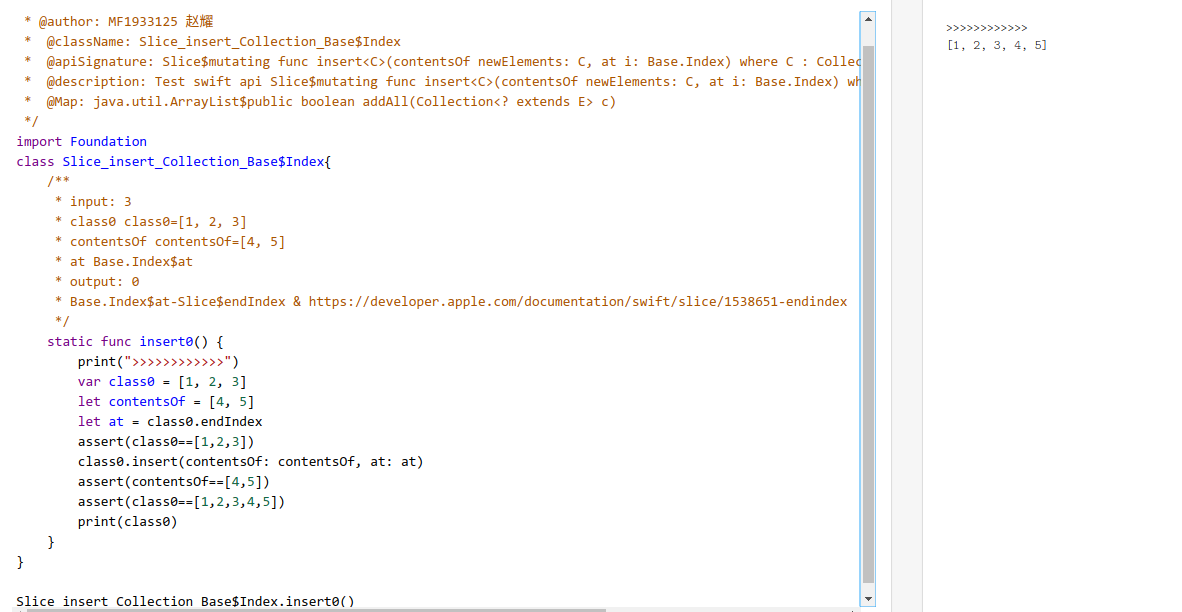 * @author: MF1933125 赵耀
*  @className: Slice_insert_Collection_Base$Index
*  @apiSignature: Slice$mutating func insert<C>(contentsOf newElements: C, at i: Base.Index) where C : Collec
*  @description: Test swift api Slice$mutating func insert<C>(contentsOf newElements: C, at i: Base.Index) wh
*  @Map: java.util.ArrayList$public boolean addAll(Collection<? extends E> c)
*/
import Foundation
class Slice_insert_Collection_Base$Index{
    /**
     * input: 3
     * class0 class0=[1, 2, 3]
     * contentsOf contentsOf=[4, 5]
     * at Base.Index$at
     * output: 0
     * Base.Index$at-Slice$endIndex & https://developer.apple.com/documentation/swift/slice/1538651-endindex
     */
    static func insert0() {
        print(">>>>>>>>>>>>")
        var class0 = [1, 2, 3]
        let contentsOf = [4, 5]
        let at = class0.endIndex
        assert(class0==[1,2,3])
        class0.insert(contentsOf: contentsOf, at: at)
        assert(contentsOf==[4,5])
        assert(class0==[1,2,3,4,5])
        print(class0)
    }
}
Slice_insert_Collection_Base$Index.insert0()
>>>>>>>>>>>>
[1, 2, 3, 4, 5]